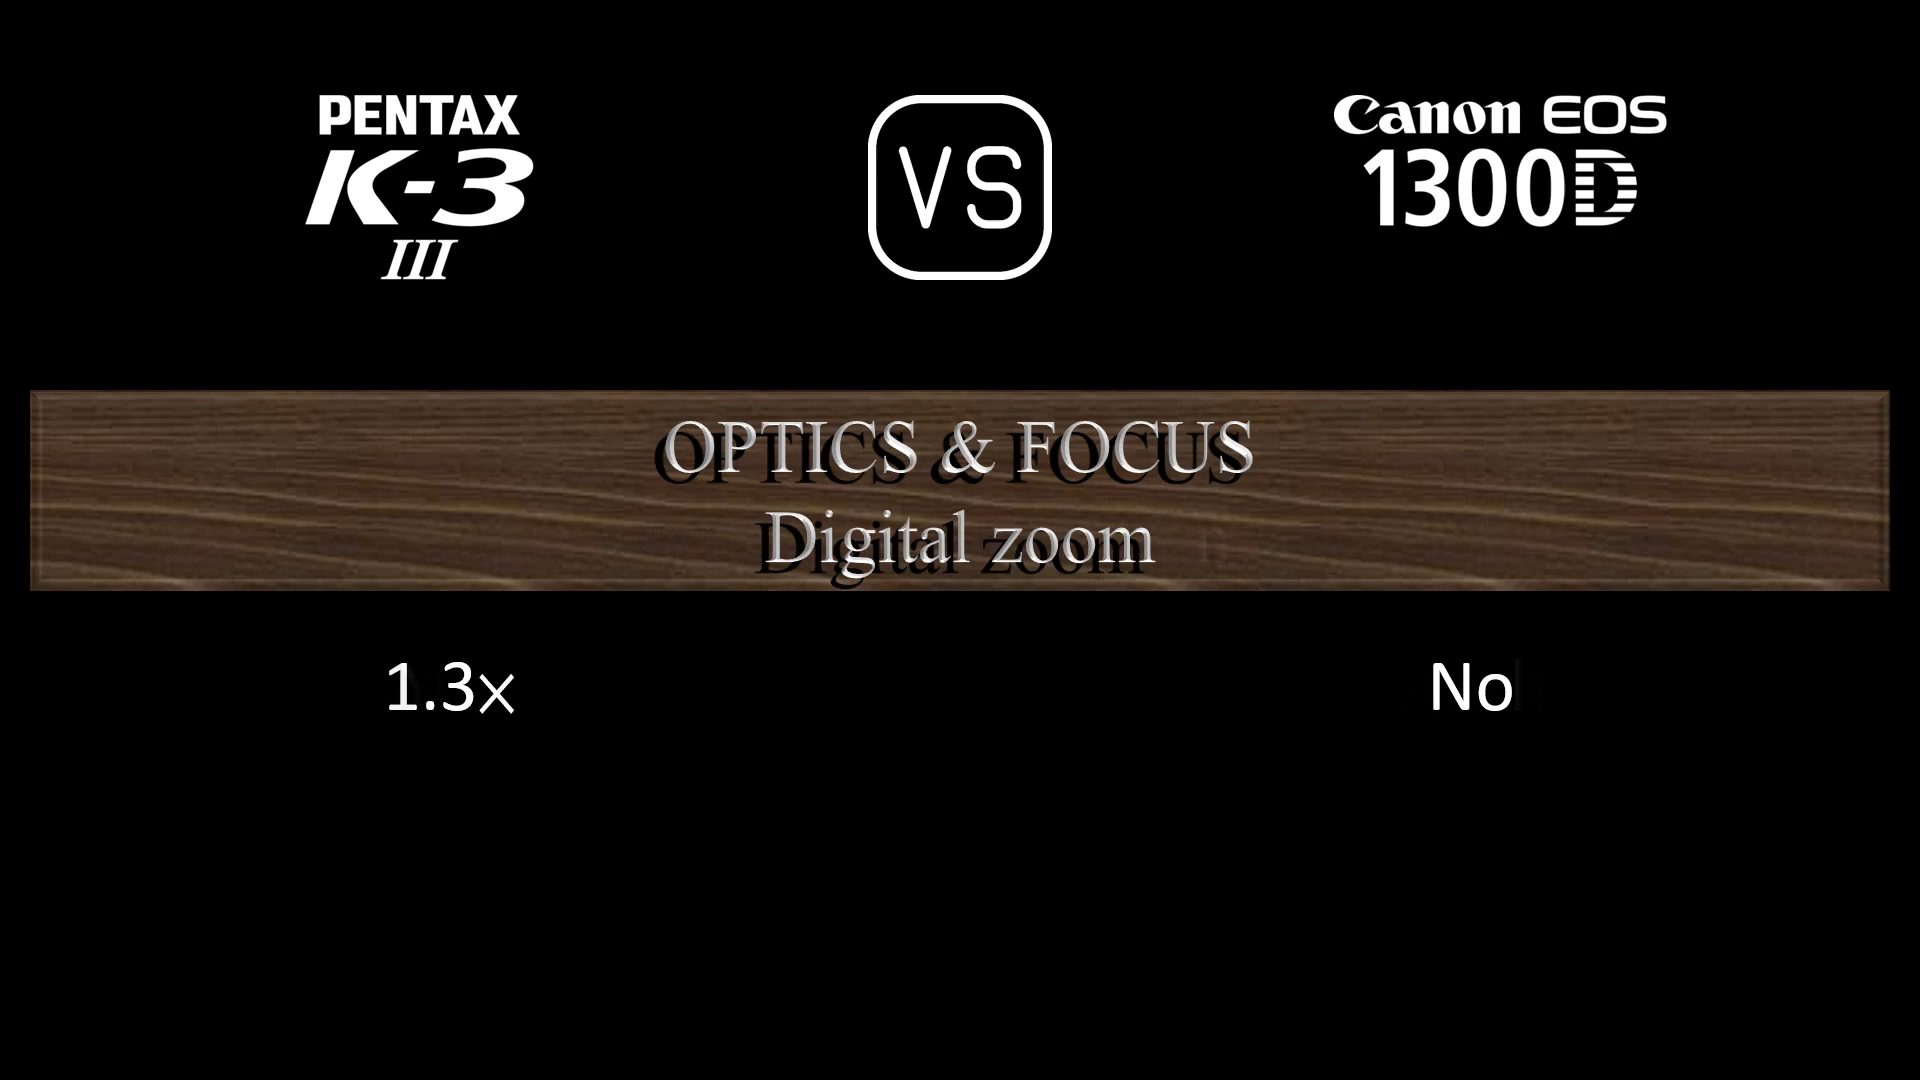 PENTAX
K-3
III
VS
Canon EOS
1300D
OPTICS & FOCUS
Digital zoom
1.3x
No